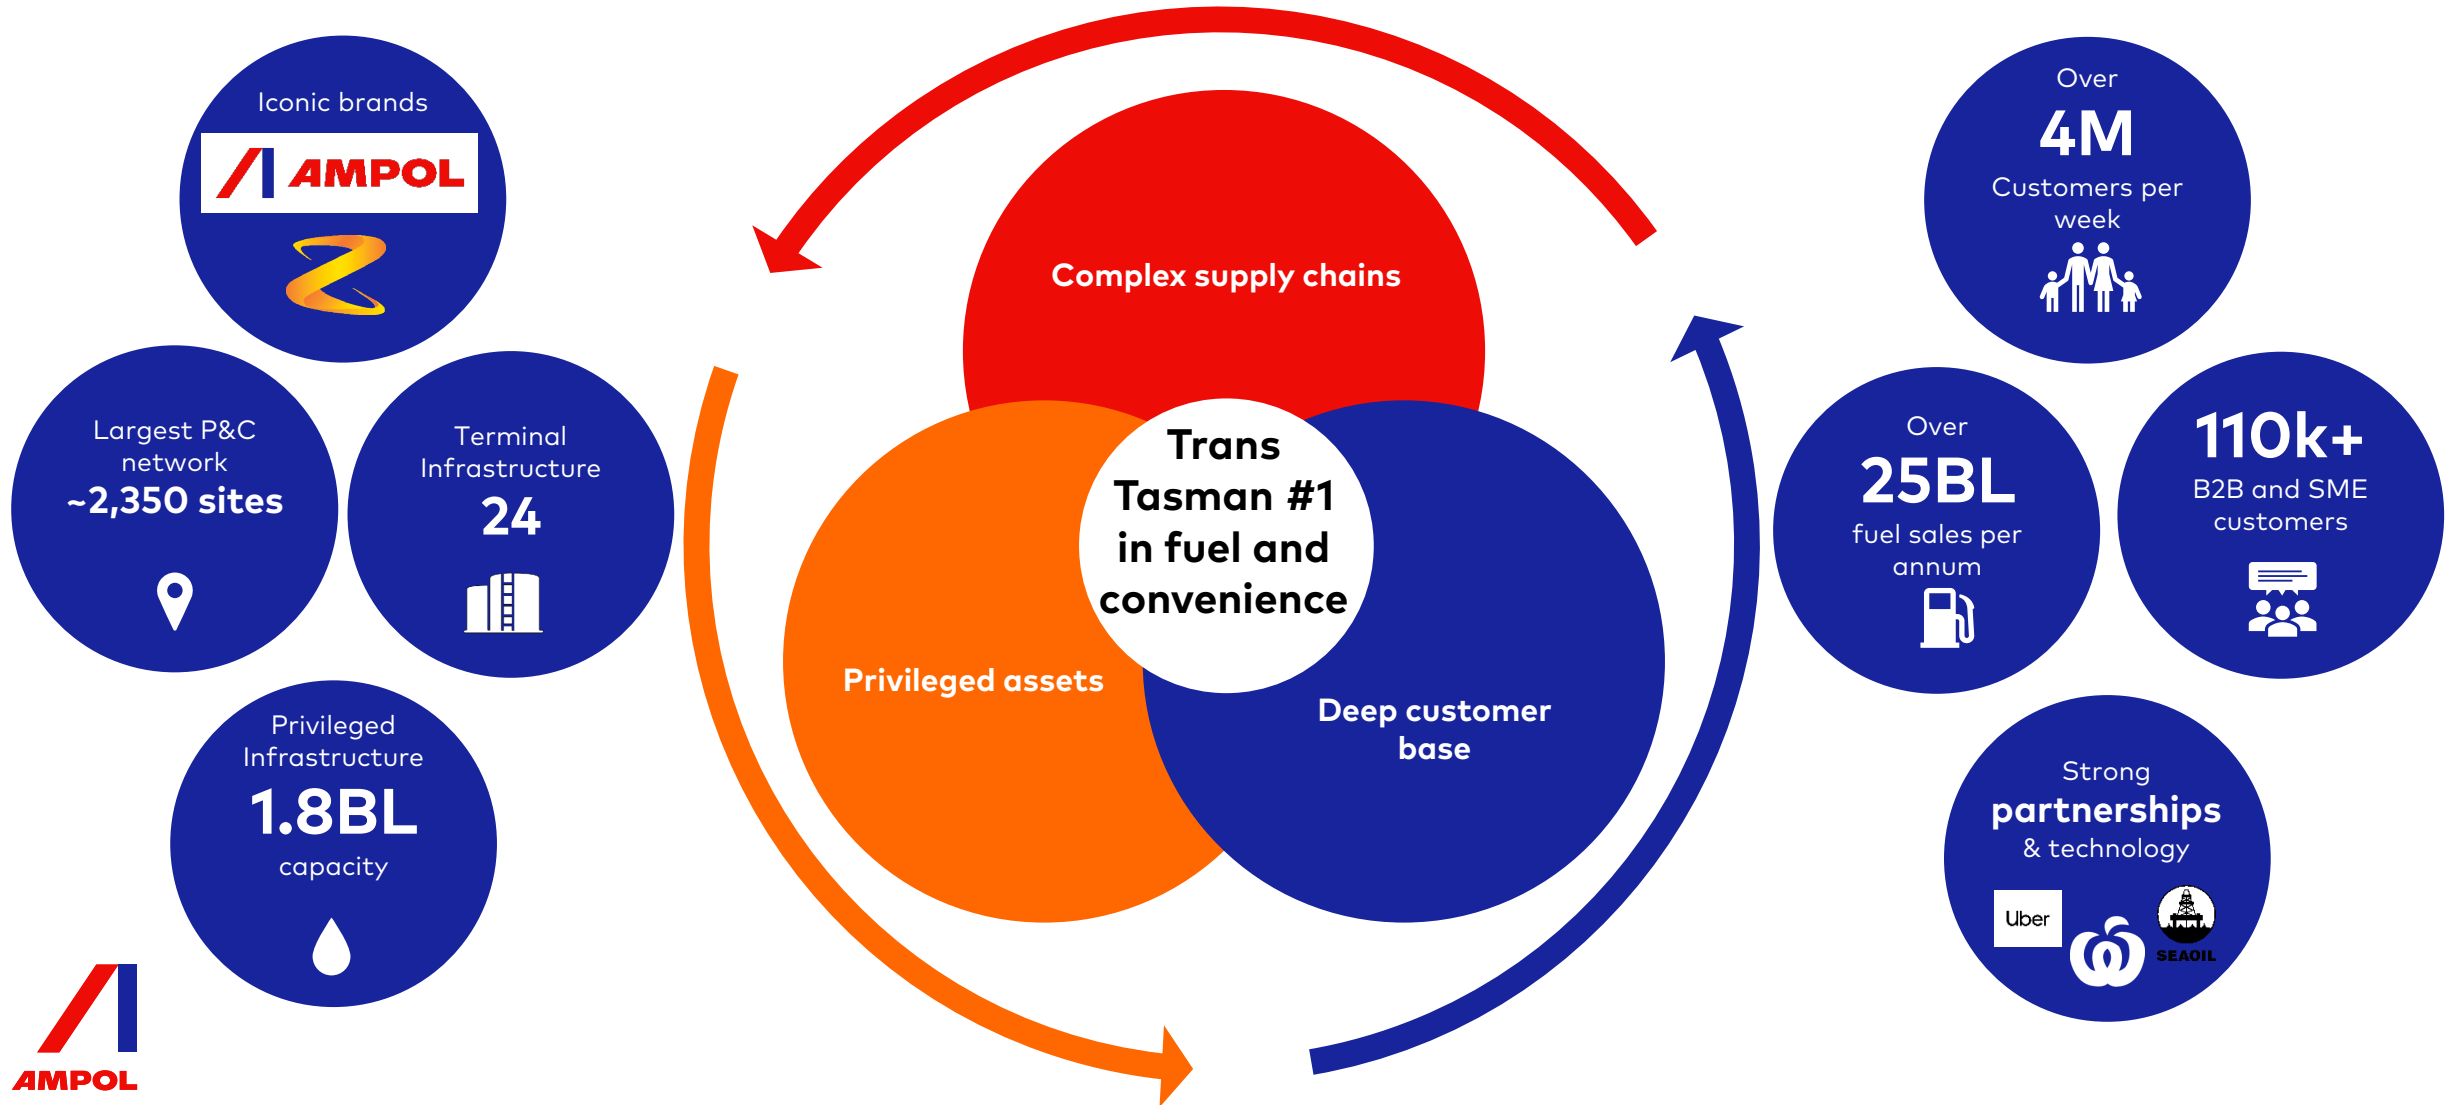 Iconic brands
AMPOL
Largest P&C
network
~2,350 sites
Terminal
Infrastructure
24
Privileged
Infrastructure
1.8BL
capacity
AMPOL
Complex supply chains
Trans
Tasman #1
in fuel and
convenience
Privileged assets
Deep customer
base
Over
4M
Customers per
week
Over
25BL
fuel sales per
annum
110k+
B2B and SME
customers
Strong
partnerships
& technology
Uber
SEAOIL